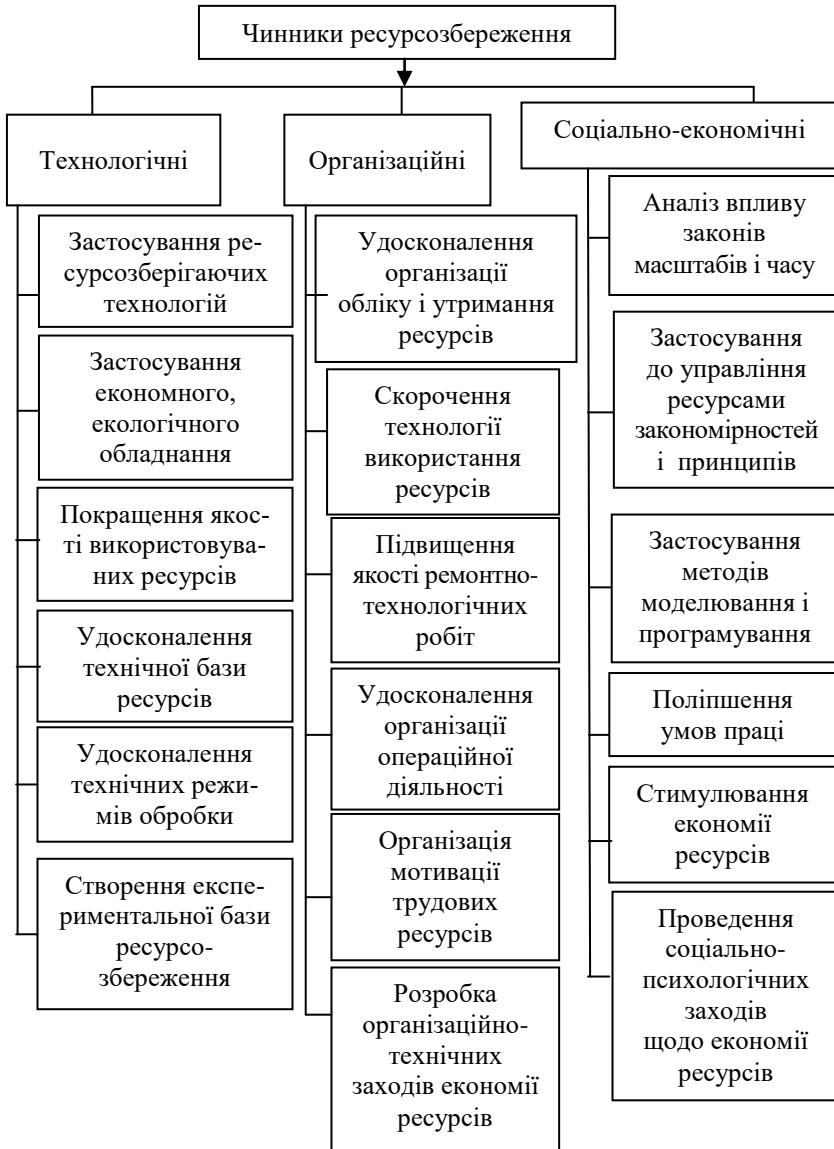 Чинники ресурсозбереження
Технологічні
Застосування ре-
сурсозберігаючих
технологій
Застосування
економного,
екологічного
обладнання
Покращення якос-
ті використовува-
них ресурсів
Удосконалення
технічної бази
ресурсів
Удосконалення
технічних режи-
мів обробки
Створення експе-
риментальної бази
ресурсо-
збереження
Організаційні
Удосконалення
організації
обліку і утримання
ресурсів
Скорочення
технології
використання
ресурсів
Підвищення
якості ремонтно-
технологічних
робіт
Удосконалення
організації
операційної
діяльності
Організація
мотивації
трудових
ресурсів
Розробка
організаційно-
технічних
заходів економії
ресурсів
Соціально-економічні
Аналіз впливу
законів
масштабів і часу
Застосування
до управління
ресурсами
закономірностей
і принципів
Застосування
методів
моделювання і
програмування
Поліпшення
умов праці
Стимулювання
економії
ресурсів
Проведення
соціально-
психологічних
заходів
щодо економії
ресурсів